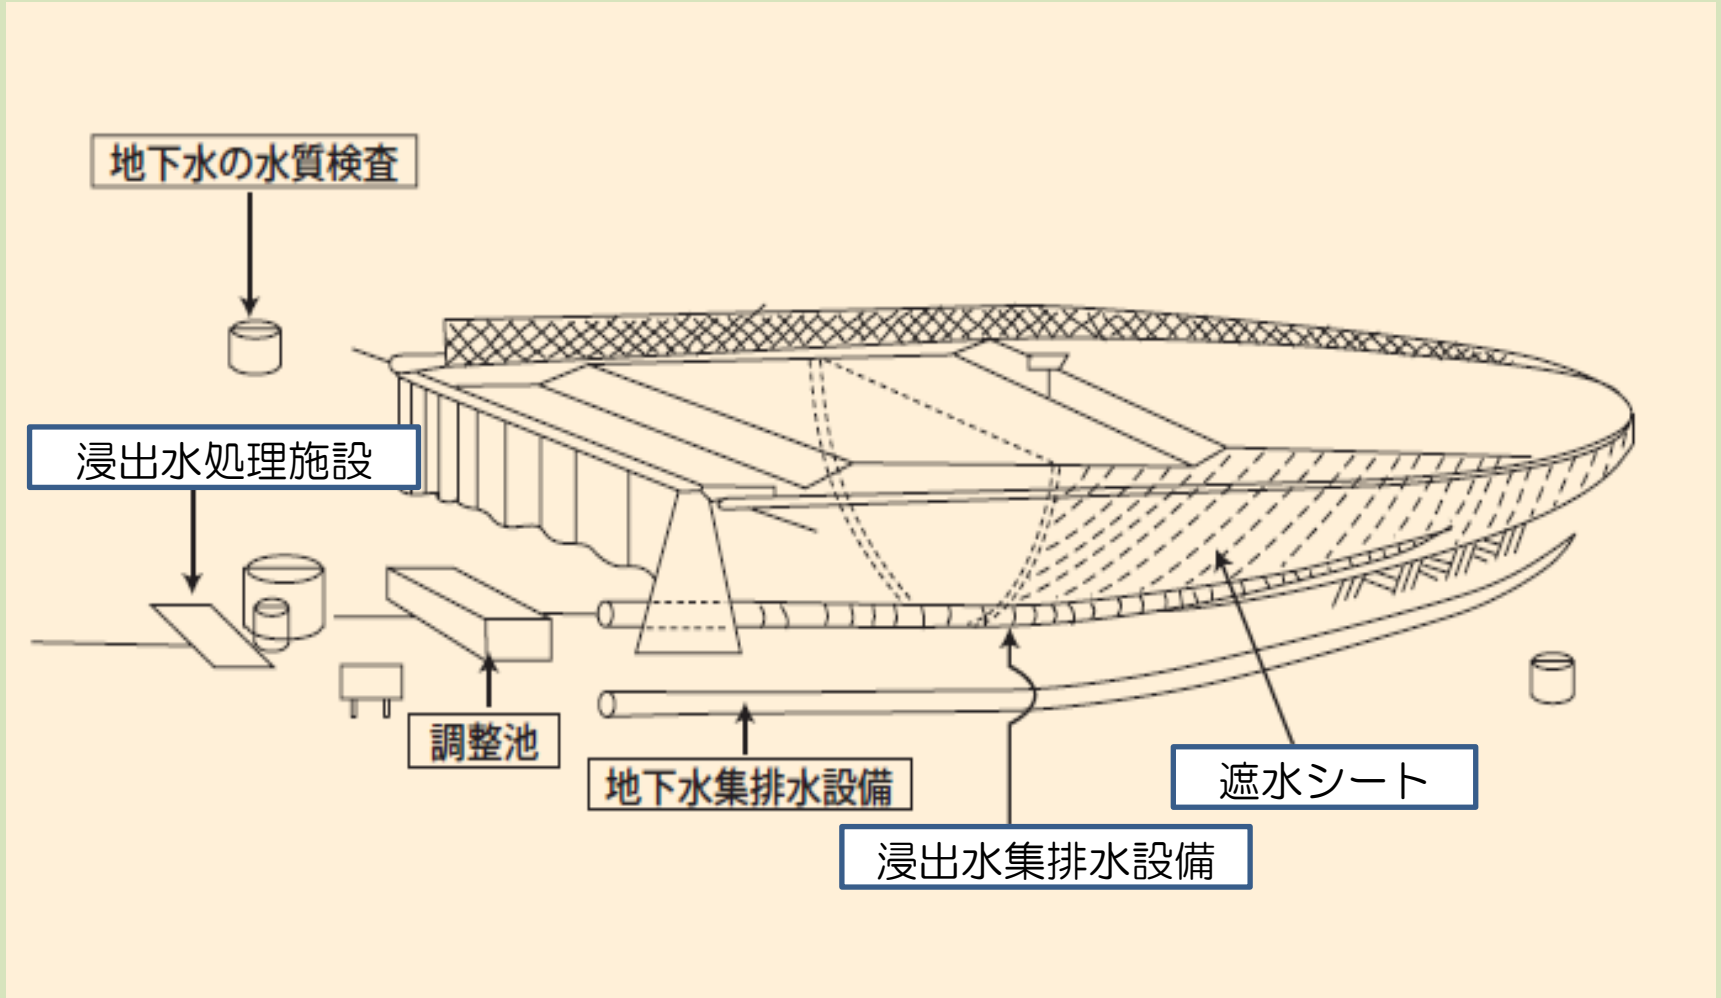 地下水の水質検査
浸出水処理施設
調整池
地下水集排水設備
遮水シート
浸出水集排水設備